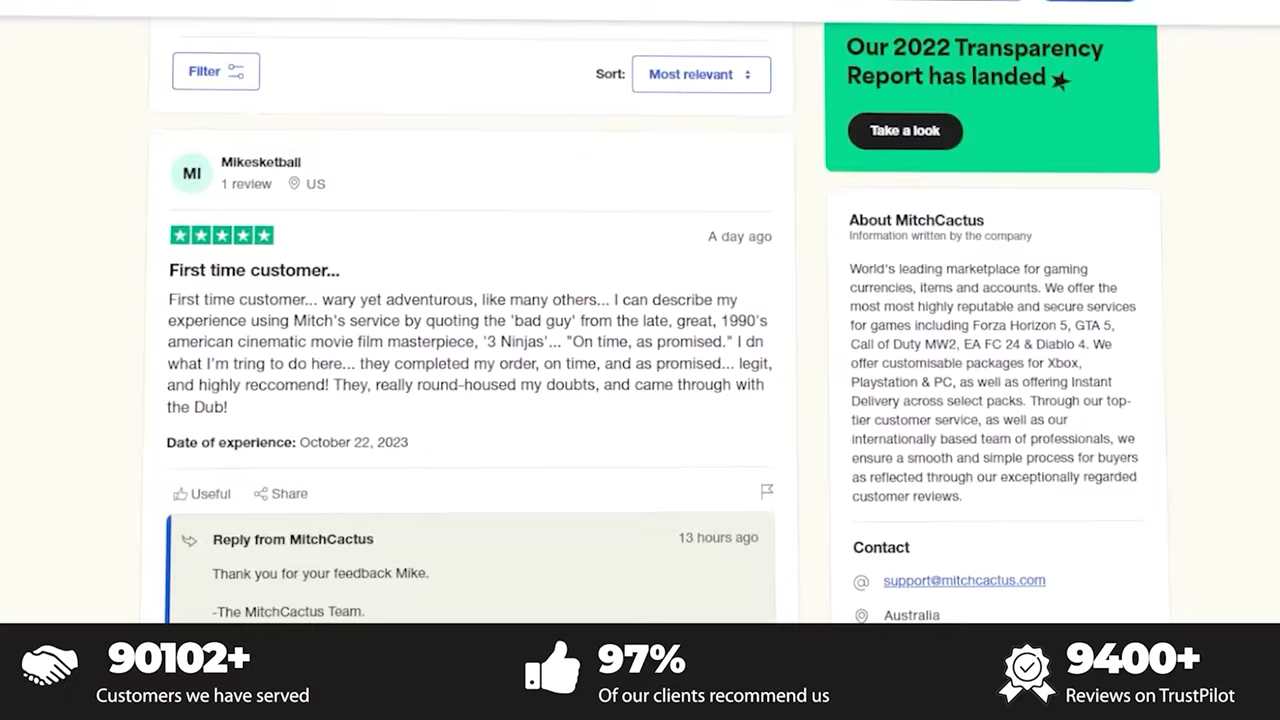 Filter
Sort:
Most relevant
MI
Mikesketball
1 review
US
A day ago
First time customer...
First time customer... wary yet adventurous, like many others... I can describe my
experience using Mitch's service by quoting the 'bad guy' from the late, great, 1990's
american cinematic movie film masterpiece, '3 Ninjas'... "On time, as promised." I dn
what I'm tring to do here... they completed my order, on time, and as promised... legit,
and highly reccomend! They, really round-housed my doubts, and came through with
the Dub!
Date of experience: October 22, 2023
Useful
Share
Reply from MitchCactus
13 hours ago
Thank you for your feedback Mike.
-The MitchCactus Team.
Our 2022 Transparency
Report has landed
Take a look
About MitchCactus
Information written by the company
World's leading marketplace for gaming
currencies, items and accounts. We offer the
most most highly reputable and secure services
for games including Forza Horizon 5, GTA 5,
Call of Duty MW2, EA FC 24 & Diablo 4. We
offer customisable packages for Xbox,
Playstation & PC, as well as offering Instant
Delivery across select packs. Through our top-
tier customer service, as well as our
internationally based team of professionals, we
ensure a smooth and simple process for buyers
as reflected through our exceptionally regarded
customer reviews.
Contact
support@mitchcactus.com
Australia
90102+
Customers we have served
97%
Of our clients recommend us
9400+
Reviews on TrustPilot